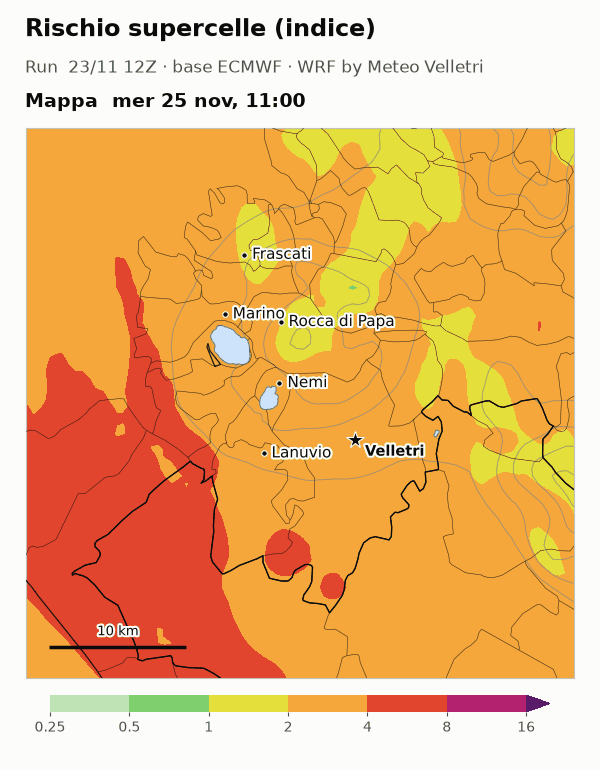 Rischio supercelle (indice)
Run  23/11 12Z · base ECMWF · WRF by Meteo Velletri
Mappa  mer 25 nov, 11:00
Frascati
Marino
Rocca di Papa
Nemi
Velletri
Lanuvio
10 km
0.25 0.5 1 2 4 8 16